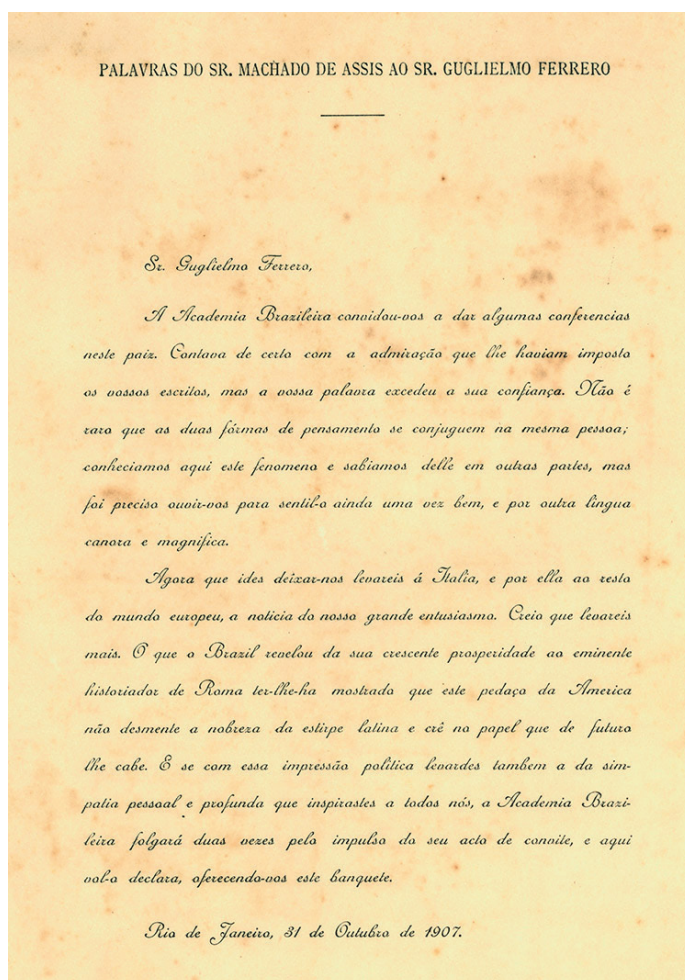 PALAVRAS DO SR. MACHADO DE ASSIS AO SR. GUGLIELMO FERRERO
Sr. Guglielmo Ferrero,
A Academia Brazileira convidou-vos a dar algumas conferencias
neste paiz. Contava de certo com a admiração que lhe haviam imposto
os vossos escritos, mas a vossa palavra excedeu a sua confiança. Não é
raro que as duas fórmas de pensamento se conjuguem na mesma pessoa;
conheciamos aqui este fenomeno e sabiamos delle em outras partes, mas
foi preciso ouvir-vos para sentil-o ainda uma vez bem, e por outra lingua
canora e magnifica.
Agora que ides deixar-nos levareis á Italia, e por ella ao resto
do mundo europeu, a noticia do nosso grande entusiasmo. Creio que levareis
mais. O que o Brazil revelou da sua crescente prosperidade ao eminente
historiador de Roma ter-lhe-ha mostrado que este pedaço da America
não desmente a nobreza da estirpe latina e crê no papel que de futuro
lhe cabe. E se com essa impressão politica levardes tambem a da sim-
patia pessoal e profunda que inspirastes a todos nós, a Academia Brazi-
leira folgará duas vezes pelo impulso do seu acto de convite, e aqui
vol-o declara, oferecendo-vos este banquete.
Rio de Janeiro, 31 de Outubro de 1907.